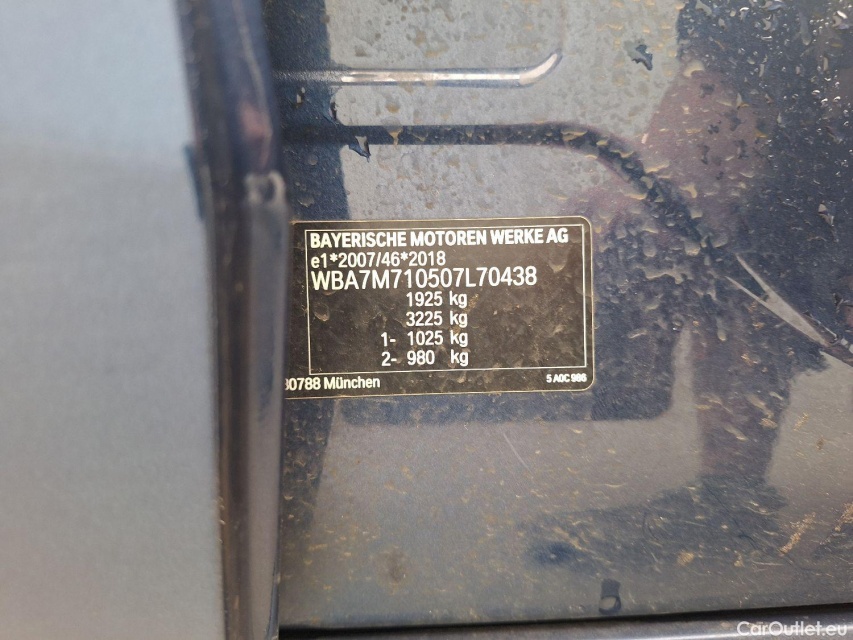 BAYERISCHE MOTOREN WERKE AG
e1*2007/46*2018
WBA7M710507L70438
1925 kg
3225 kg
1- 1025 kg
2- 980 kg
80788 München 5 A0C 986
CarOutlet.eu